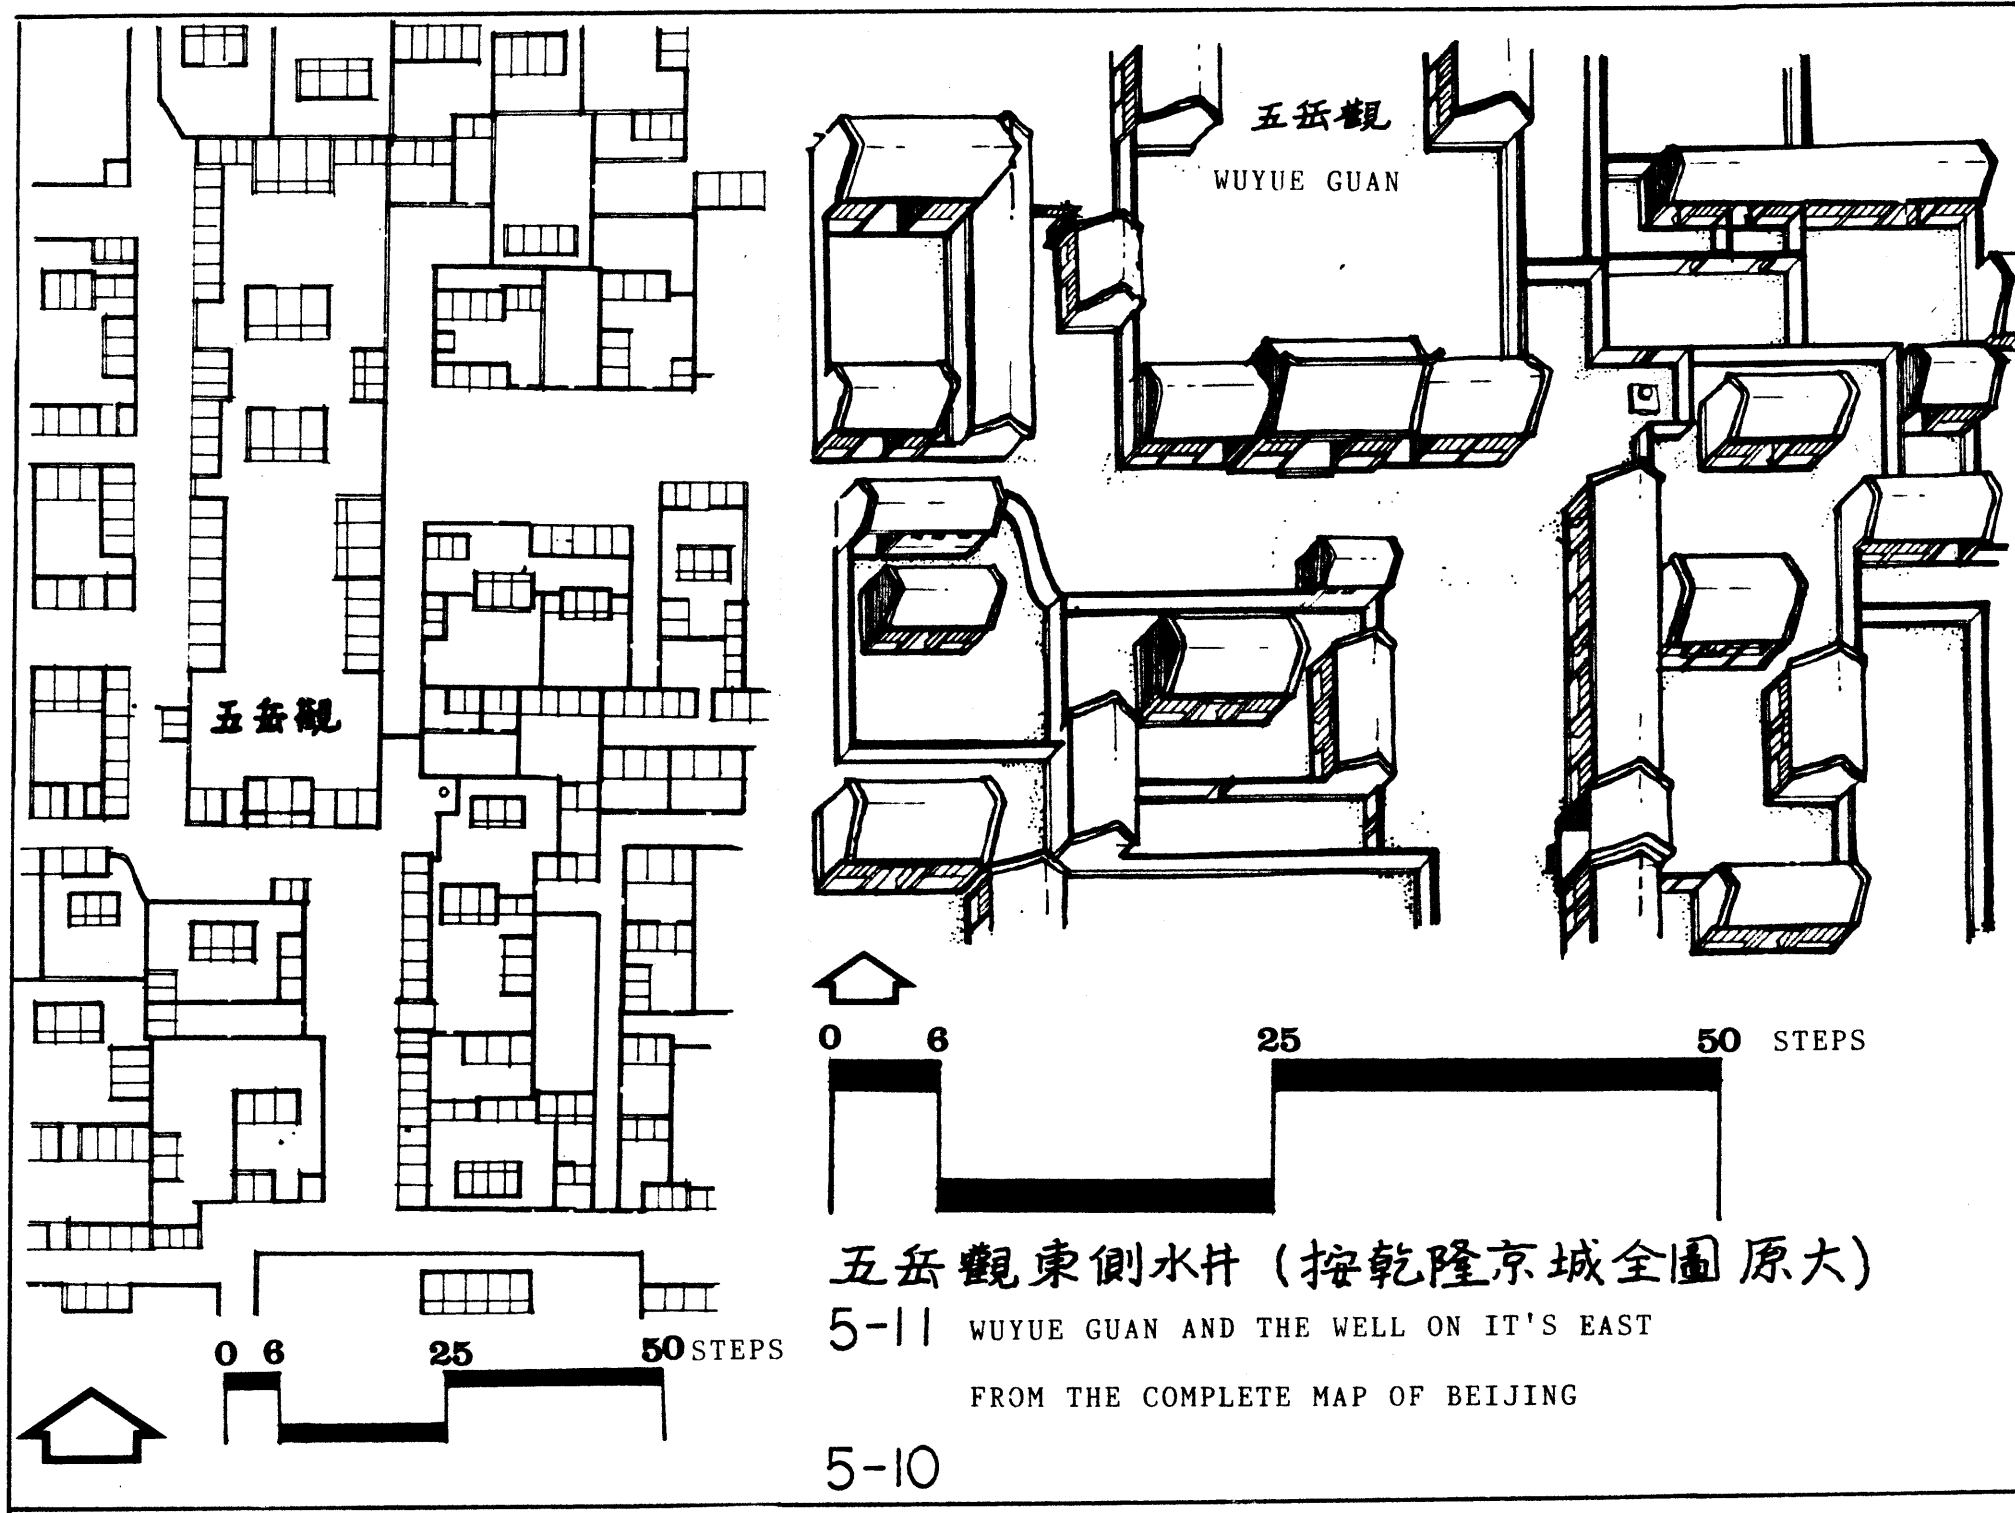 五岳觀
WUYUE GUAN
五岳觀
0 6 25 50 STEPS
五岳觀東側水井（按乾隆京城全圖原大）
5-11 WUYUE GUAN AND THE WELL ON IT'S EAST
FROM THE COMPLETE MAP OF BEIJING
0 6 25 50 STEPS
5-10